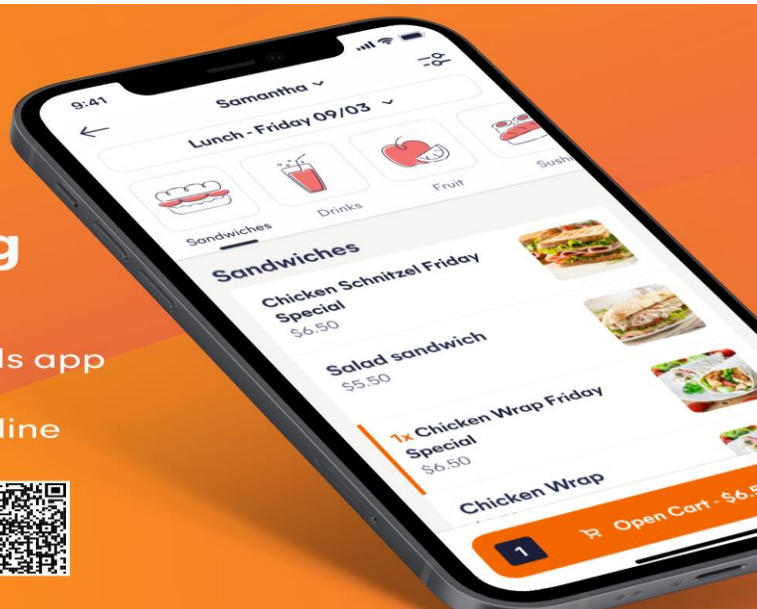 9:41
Samantha
Lunch - Friday 09/03
Sandwiches
Drinks
Fruit
Sushi
g
ls app
line
Sandwiches
Chicken Schnitzel Friday
Special
$6.50
Salad sandwich
$5.50
1x Chicken Wrap Friday
Special
$6.50
Chicken Wrap
1
Open Cart - $6.5